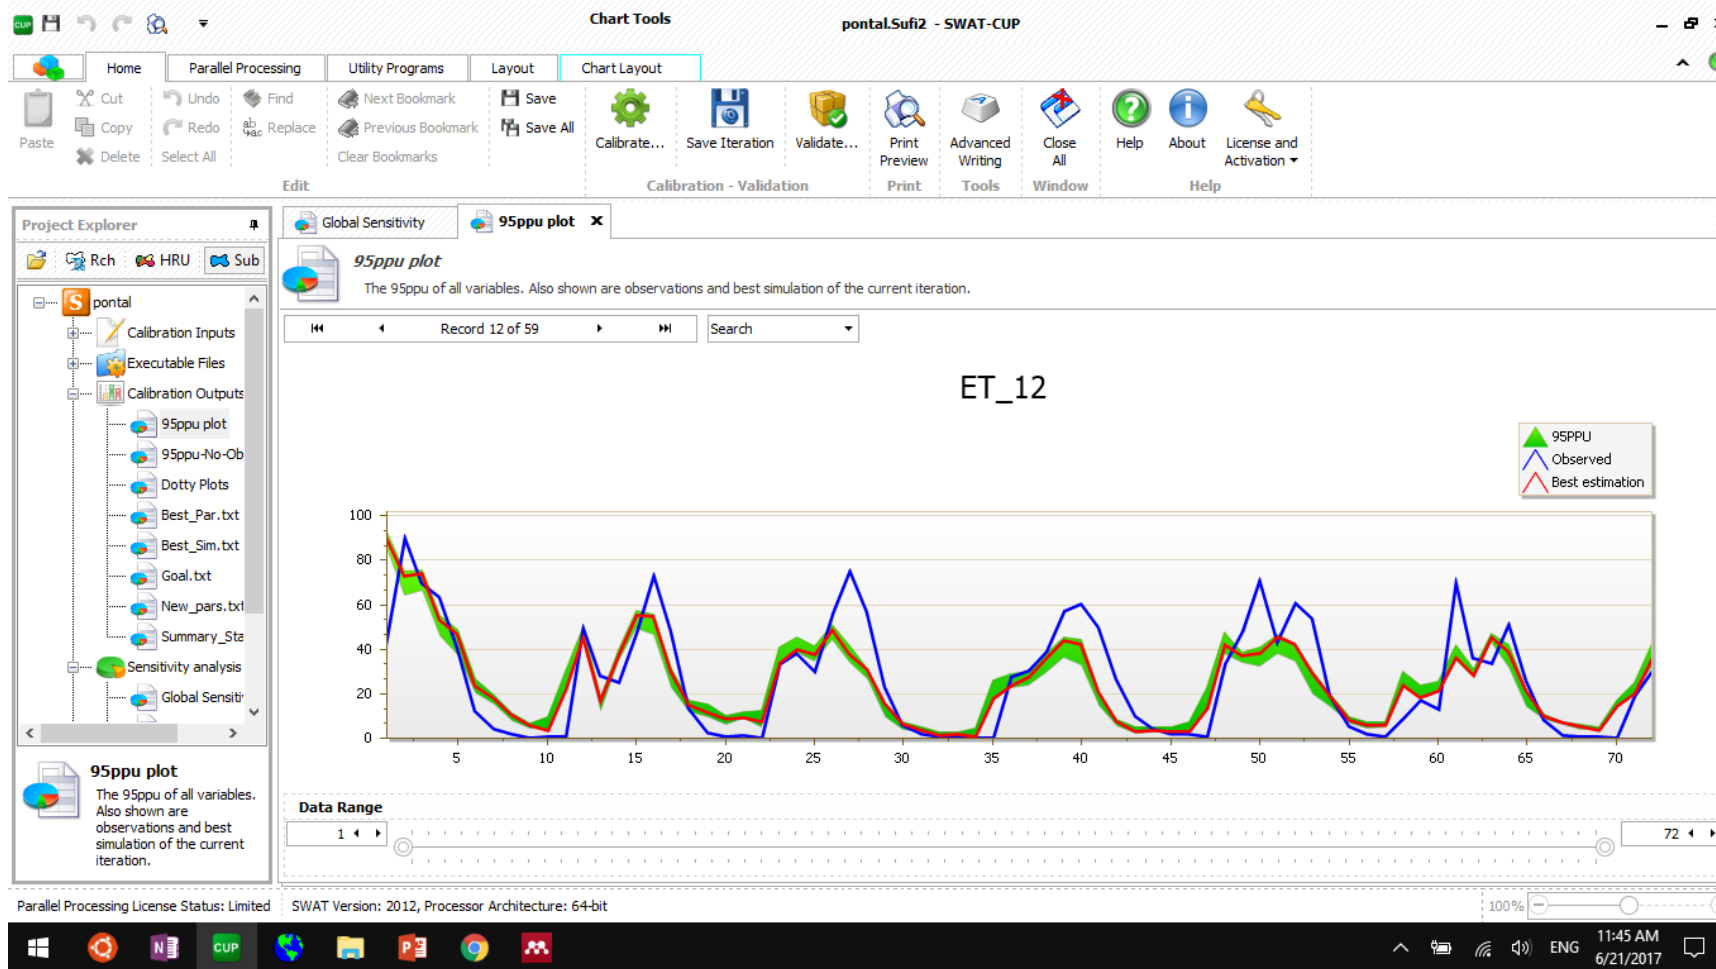 CUP
Chart Tools
pontal.Sufi2 - SWAT-CUP
Home
Parallel Processing
Utility Programs
Layout
Chart Layout
Paste
Cut
Copy
Delete
Undo
Redo
Select All
Find
Replace
Next Bookmark
Previous Bookmark
Clear Bookmarks
Save
Save All
Calibrate...
Save Iteration
Validate...
Print
Preview
Advanced
Writing
Close
All
Help
About
License and
Activation
Edit
Calibration - Validation
Print
Tools
Window
Help
Project Explorer
Rch
HRU
Sub
pontal
Calibration Inputs
Executable Files
Calibration Outputs
95ppu plot
95ppu-No-Ob
Dotty Plots
Best_Par.txt
Best_Sim.txt
Goal.txt
New_pars.txt
Summary_Sta
Sensitivity analysis
Global Sensiti
95ppu plot
The 95ppu of all variables.
Also shown are
observations and best
simulation of the current
iteration.
Global Sensitivity
95ppu plot
95ppu plot
The 95ppu of all variables. Also shown are observations and best simulation of the current iteration.
Record 12 of 59
Search
ET_12
95PPU
Observed
Best estimation
100
80
60
40
20
0
5 10 15 20 25 30 35 40 45 50 55 60 65 70
Data Range
1
72
Parallel Processing License Status: Limited
SWAT Version: 2012, Processor Architecture: 64-bit
100%
CUP
ENG
11:45 AM
6/21/2017